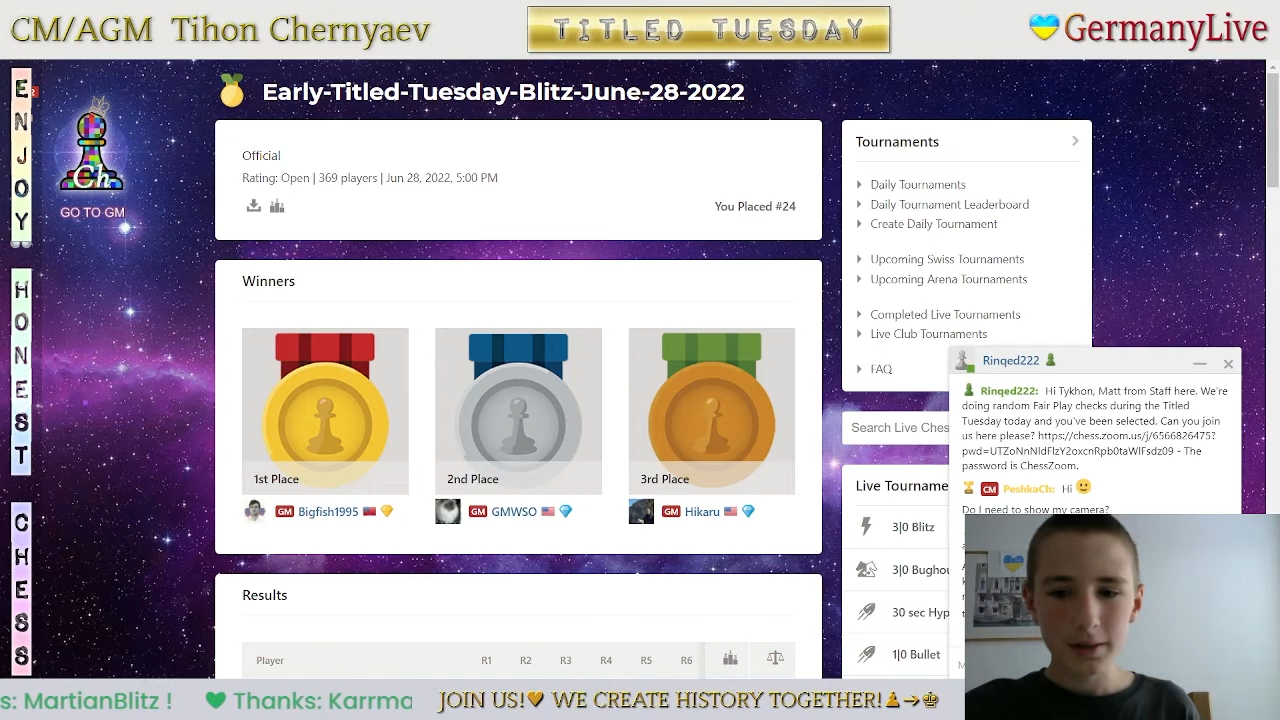 CM/AGM Tihon Chernyaev
TITLED TUESDAY
GermanyLive
ENJOY
HONEST
CHESS
Ch
GO TO GM
Early-Titled-Tuesday-Blitz-June-28-2022
Official
Rating: Open | 369 players | Jun 28, 2022, 5:00 PM
You Placed #24
Winners
1st Place
2nd Place
3rd Place
GM Bigfish1995
GM GMWSO
GM Hikaru
Results
Player R1 R2 R3 R4 R5 R6
Tournaments
Daily Tournaments
Daily Tournament Leaderboard
Create Daily Tournament
Upcoming Swiss Tournaments
Upcoming Arena Tournaments
Completed Live Tournaments
Live Club Tournaments
FAQ
Search Live Ches
Live Tourname
3|0 Blitz
3|0 Bughou
30 sec Hyp
1|0 Bullet
Ringed222
Ringed222: Hi Tykhon, Matt from Staff here. We're
doing random Fair Play checks during the Titled
Tuesday today and you've been selected. Can you join
us here please? https://chess.zoom.us/j/6566826475?
- The
password is ChessZoom.
CM PeshkaCh: Hi
Do I need to show my camera?
s: MartianBlitz !
Thanks: Karrma
JOIN US! WE CREATE HISTORY TOGETHER!